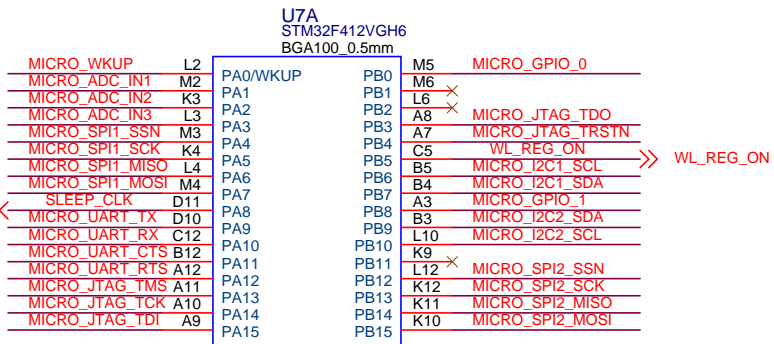 U7A
STM32F412VGH6
BGA100_0.5mm
MICRO_WKUP L2 PA0/WKUP PB0 M5 MICRO_GPIO_0
MICRO_ADC_IN1 M2 PA1 PB1 M6
MICRO_ADC_IN2 K3 PA2 PB2 L6
MICRO_ADC_IN3 L3 PA3 PB3 A8 MICRO_JTAG_TDO
MICRO_SPI1_SSN M3 PA4 PB4 A7 MICRO_JTAG_TRSTN
MICRO_SPI1_SCK K4 PA5 PB5 C5 WL_REG_ON WL_REG_ON
MICRO_SPI1_MISO L4 PA6 PB6 B5 MICRO_I2C1_SCL
MICRO_SPI1_MOSI M4 PA7 PB7 B4 MICRO_I2C1_SDA
SLEEP_CLK D11 PA8 PB8 A3 MICRO_GPIO_1
MICRO_UART_TX D10 PA9 PB9 B3 MICRO_I2C2_SDA
MICRO_UART_RX C12 PA10 PB10 L10 MICRO_I2C2_SCL
MICRO_UART_CTS B12 PA11 PB11 K9
MICRO_UART_RTS A12 PA12 PB12 L12 MICRO_SPI2_SSN
MICRO_JTAG_TMS A11 PA13 PB13 K12 MICRO_SPI2_SCK
MICRO_JTAG_TCK A10 PA14 PB14 K11 MICRO_SPI2_MISO
MICRO_JTAG_TDI A9 PA15 PB15 K10 MICRO_SPI2_MOSI